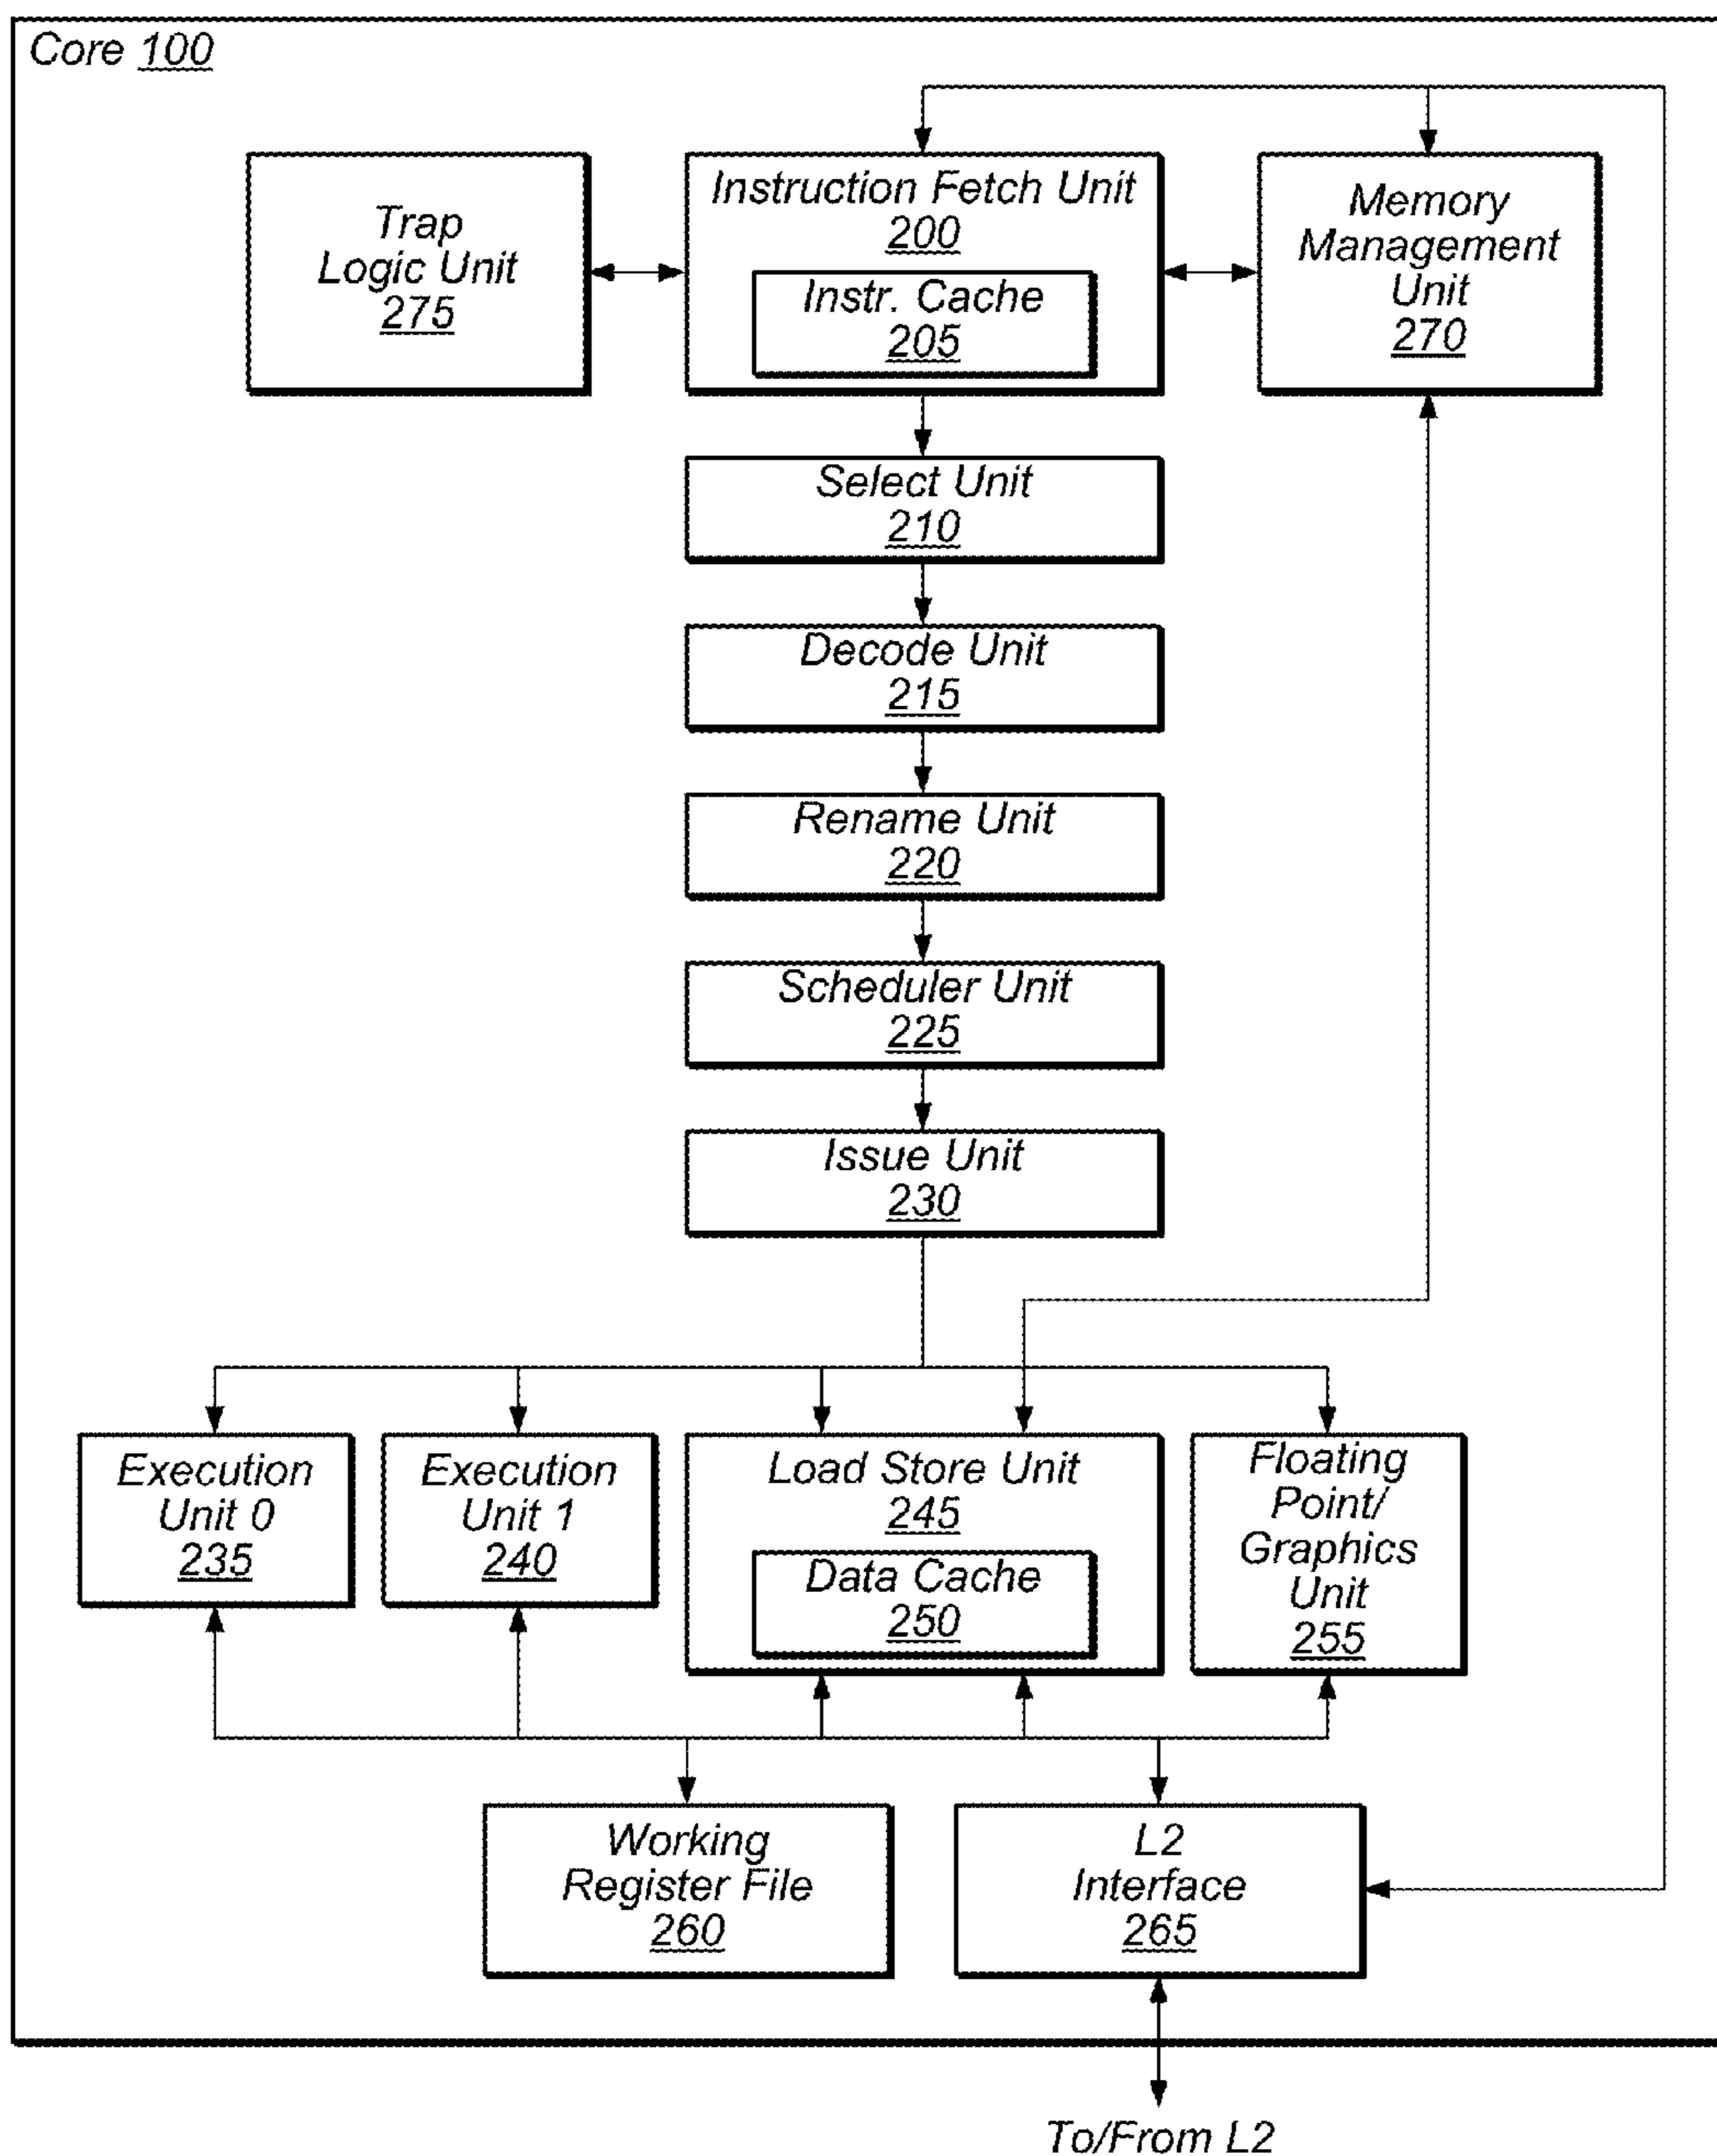 Core 100
Trap
Logic Unit
275
Instruction Fetch Unit
200
Instr. Cache
205
Memory
Management
Unit
270
Select Unit
210
Decode Unit
215
Rename Unit
220
Scheduler Unit
225
Issue Unit
230
Execution
Unit 0
235
Execution
Unit 1
240
Load Store Unit
245
Data Cache
250
Floating
Point/
Graphics
Unit
255
Working
Register File
260
L2
Interface
265
To/From L2